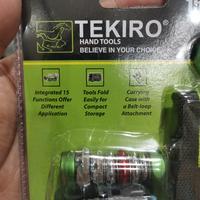 TEKIRO®
HAND TOOLS
BELIEVE IN YOUR CHOICE
Integrated 15
Functions Offer
Different
Application
Tools Fold
Easily for
Compact
Storage
Carrying
Case with
a Belt-loop
Attachment